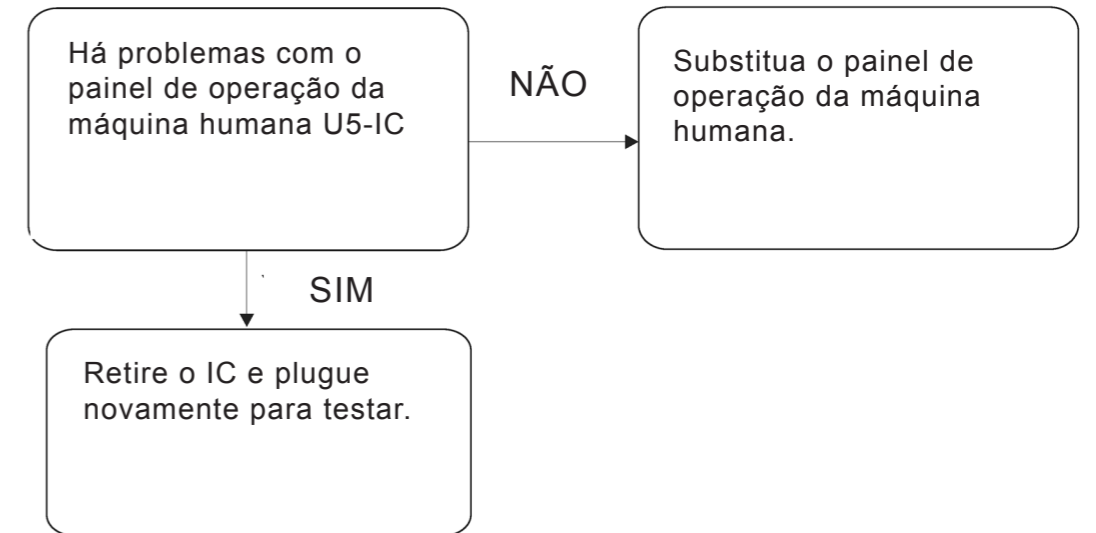 Há problemas com o
painel de operação da
máquina humana U5-IC
NÃO
Substitua o painel de
operação da máquina
humana.
SIM
Retire o IC e plugue
novamente para testar.